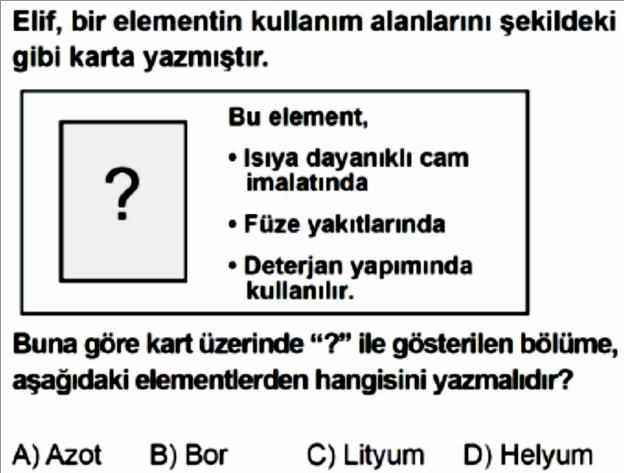 Elif, bir elementin kullanım alanlarını şekildeki
gibi karta yazmıştır.
?
Bu element,
• Isıya dayanıklı cam
imalatında
• Füze yakıtlarında
• Deterjan yapımında
kullanılır.
Buna göre kart üzerinde “?” ile gösterilen bölüme,
aşağıdaki elementlerden hangisini yazmalıdır?
A) Azot B) Bor C) Lityum D) Helyum